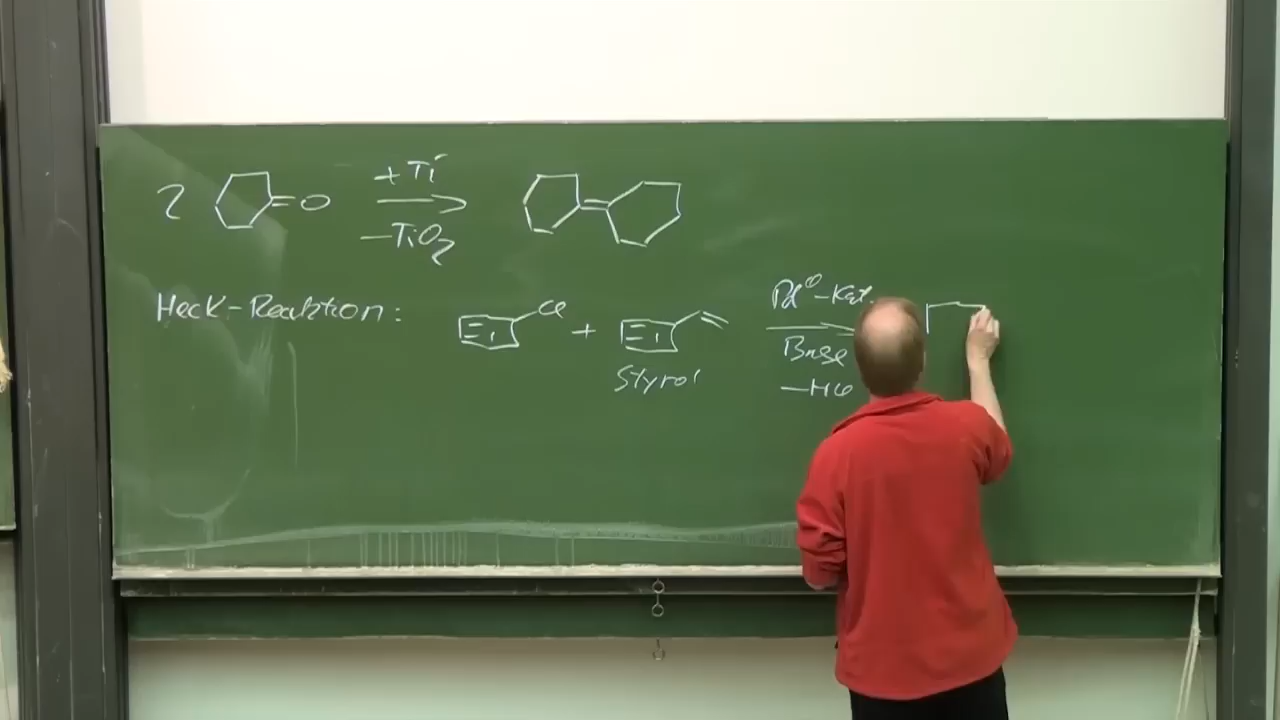 2 =O +Ti
-TiO2
Heck-Reaktion: Cl + Pd⁰-Kat.
Styrol Base
-HCl